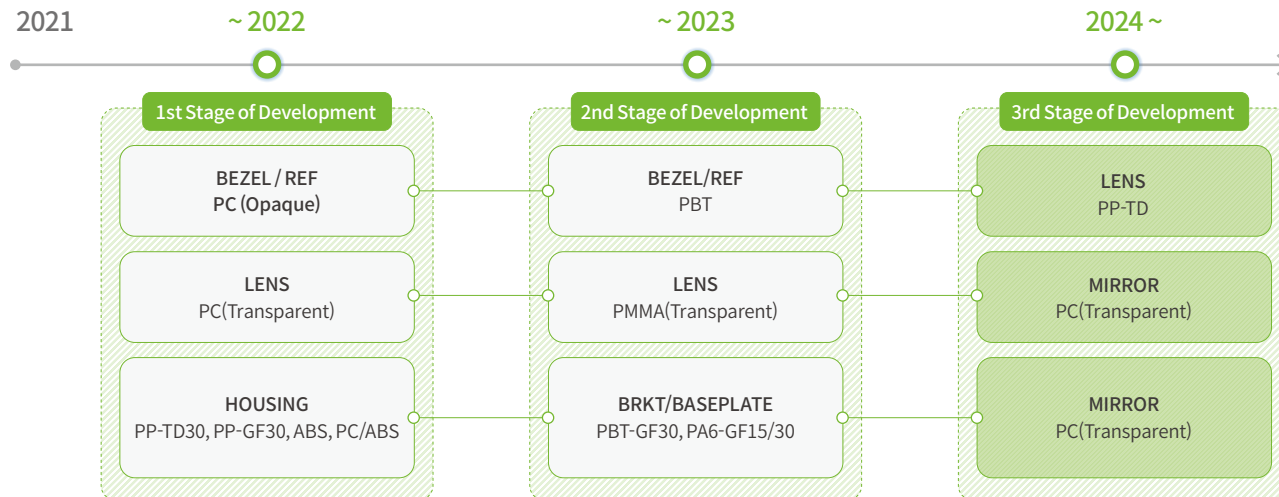 2021
~ 2022
~ 2023
2024 ~
1st Stage of Development
2nd Stage of Development
3rd Stage of Development
BEZEL / REF
PC (Opaque)
BEZEL/REF
PBT
LENS
PP-TD
LENS
PC(Transparent)
LENS
PMMA(Transparent)
MIRROR
PC(Transparent)
HOUSING
PP-TD30, PP-GF30, ABS, PC/ABS
BRKT/BASEPLATE
PBT-GF30, PA6-GF15/30
MIRROR
PC(Transparent)